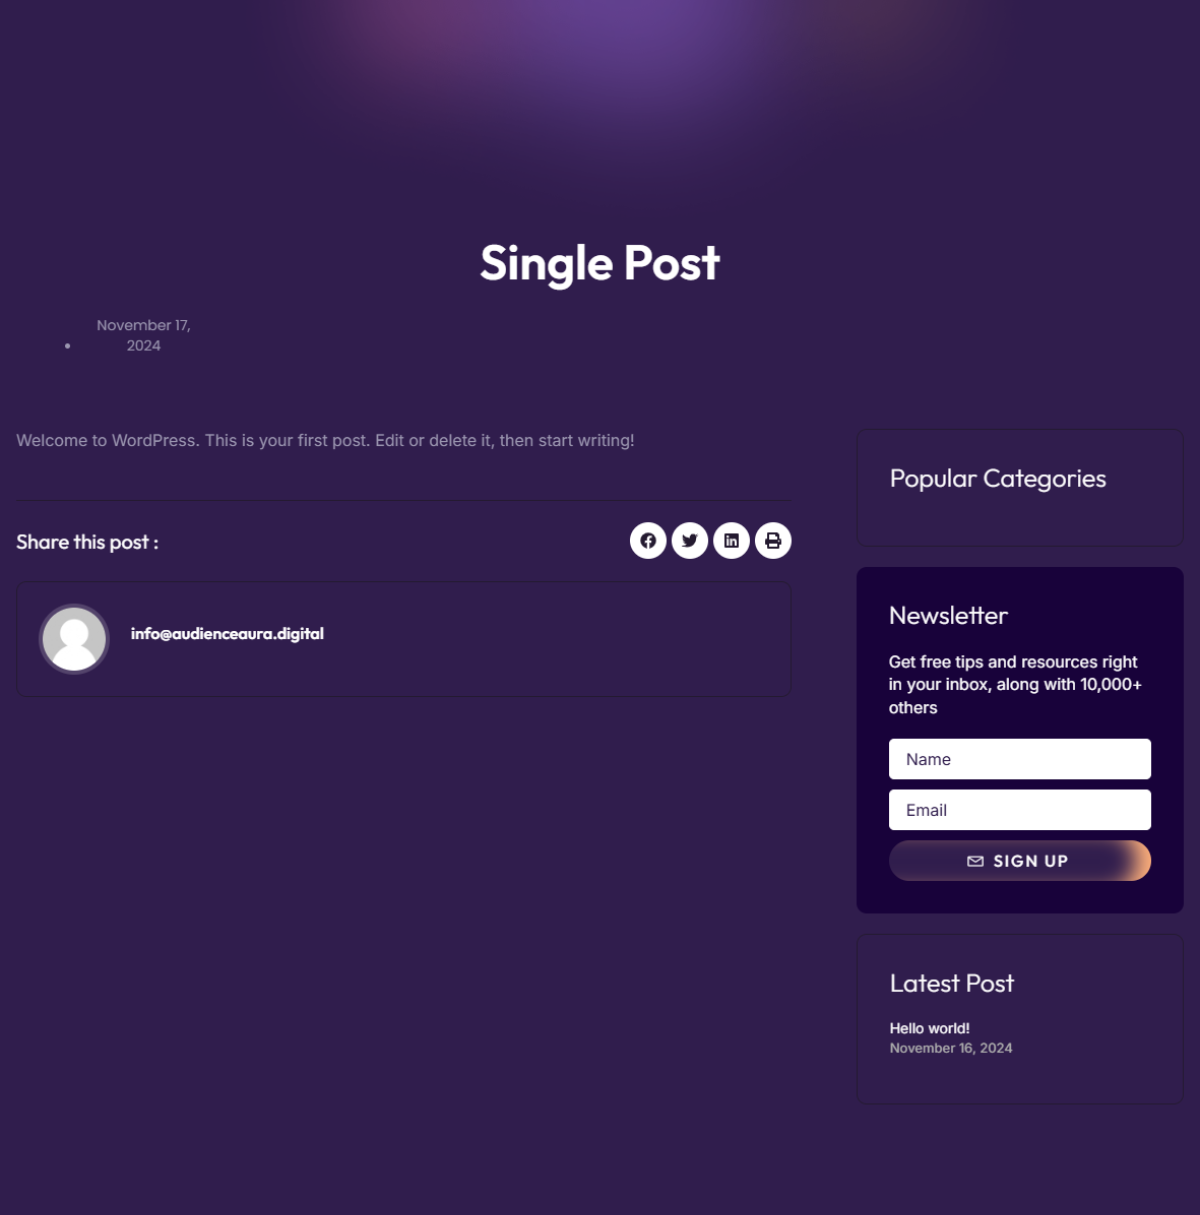 Single Post
November 17,
2024
Welcome to WordPress. This is your first post. Edit or delete it, then start writing!
Share this post :
info@audienceaura.digital
Popular Categories
Newsletter
Get free tips and resources right
in your inbox, along with 10,000+
others
Name
Email
SIGN UP
Latest Post
Hello world!
November 16, 2024